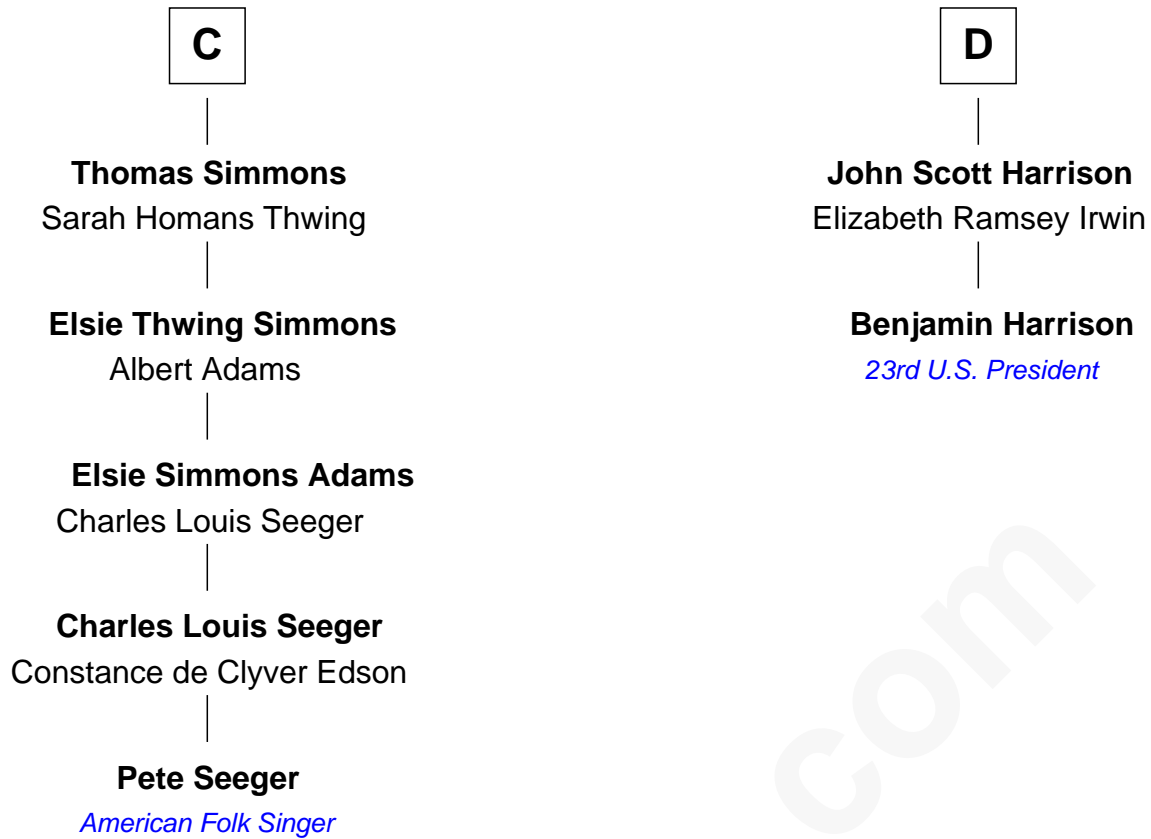 C
Thomas Simmons
Sarah Homans Thwing
Elsie Thwing Simmons
Albert Adams
Elsie Simmons Adams
Charles Louis Seeger
Charles Louis Seeger
Constance de Clyver Edson
Pete Seeger
American Folk Singer
D
John Scott Harrison
Elizabeth Ramsey Irwin
Benjamin Harrison
23rd U.S. President
com